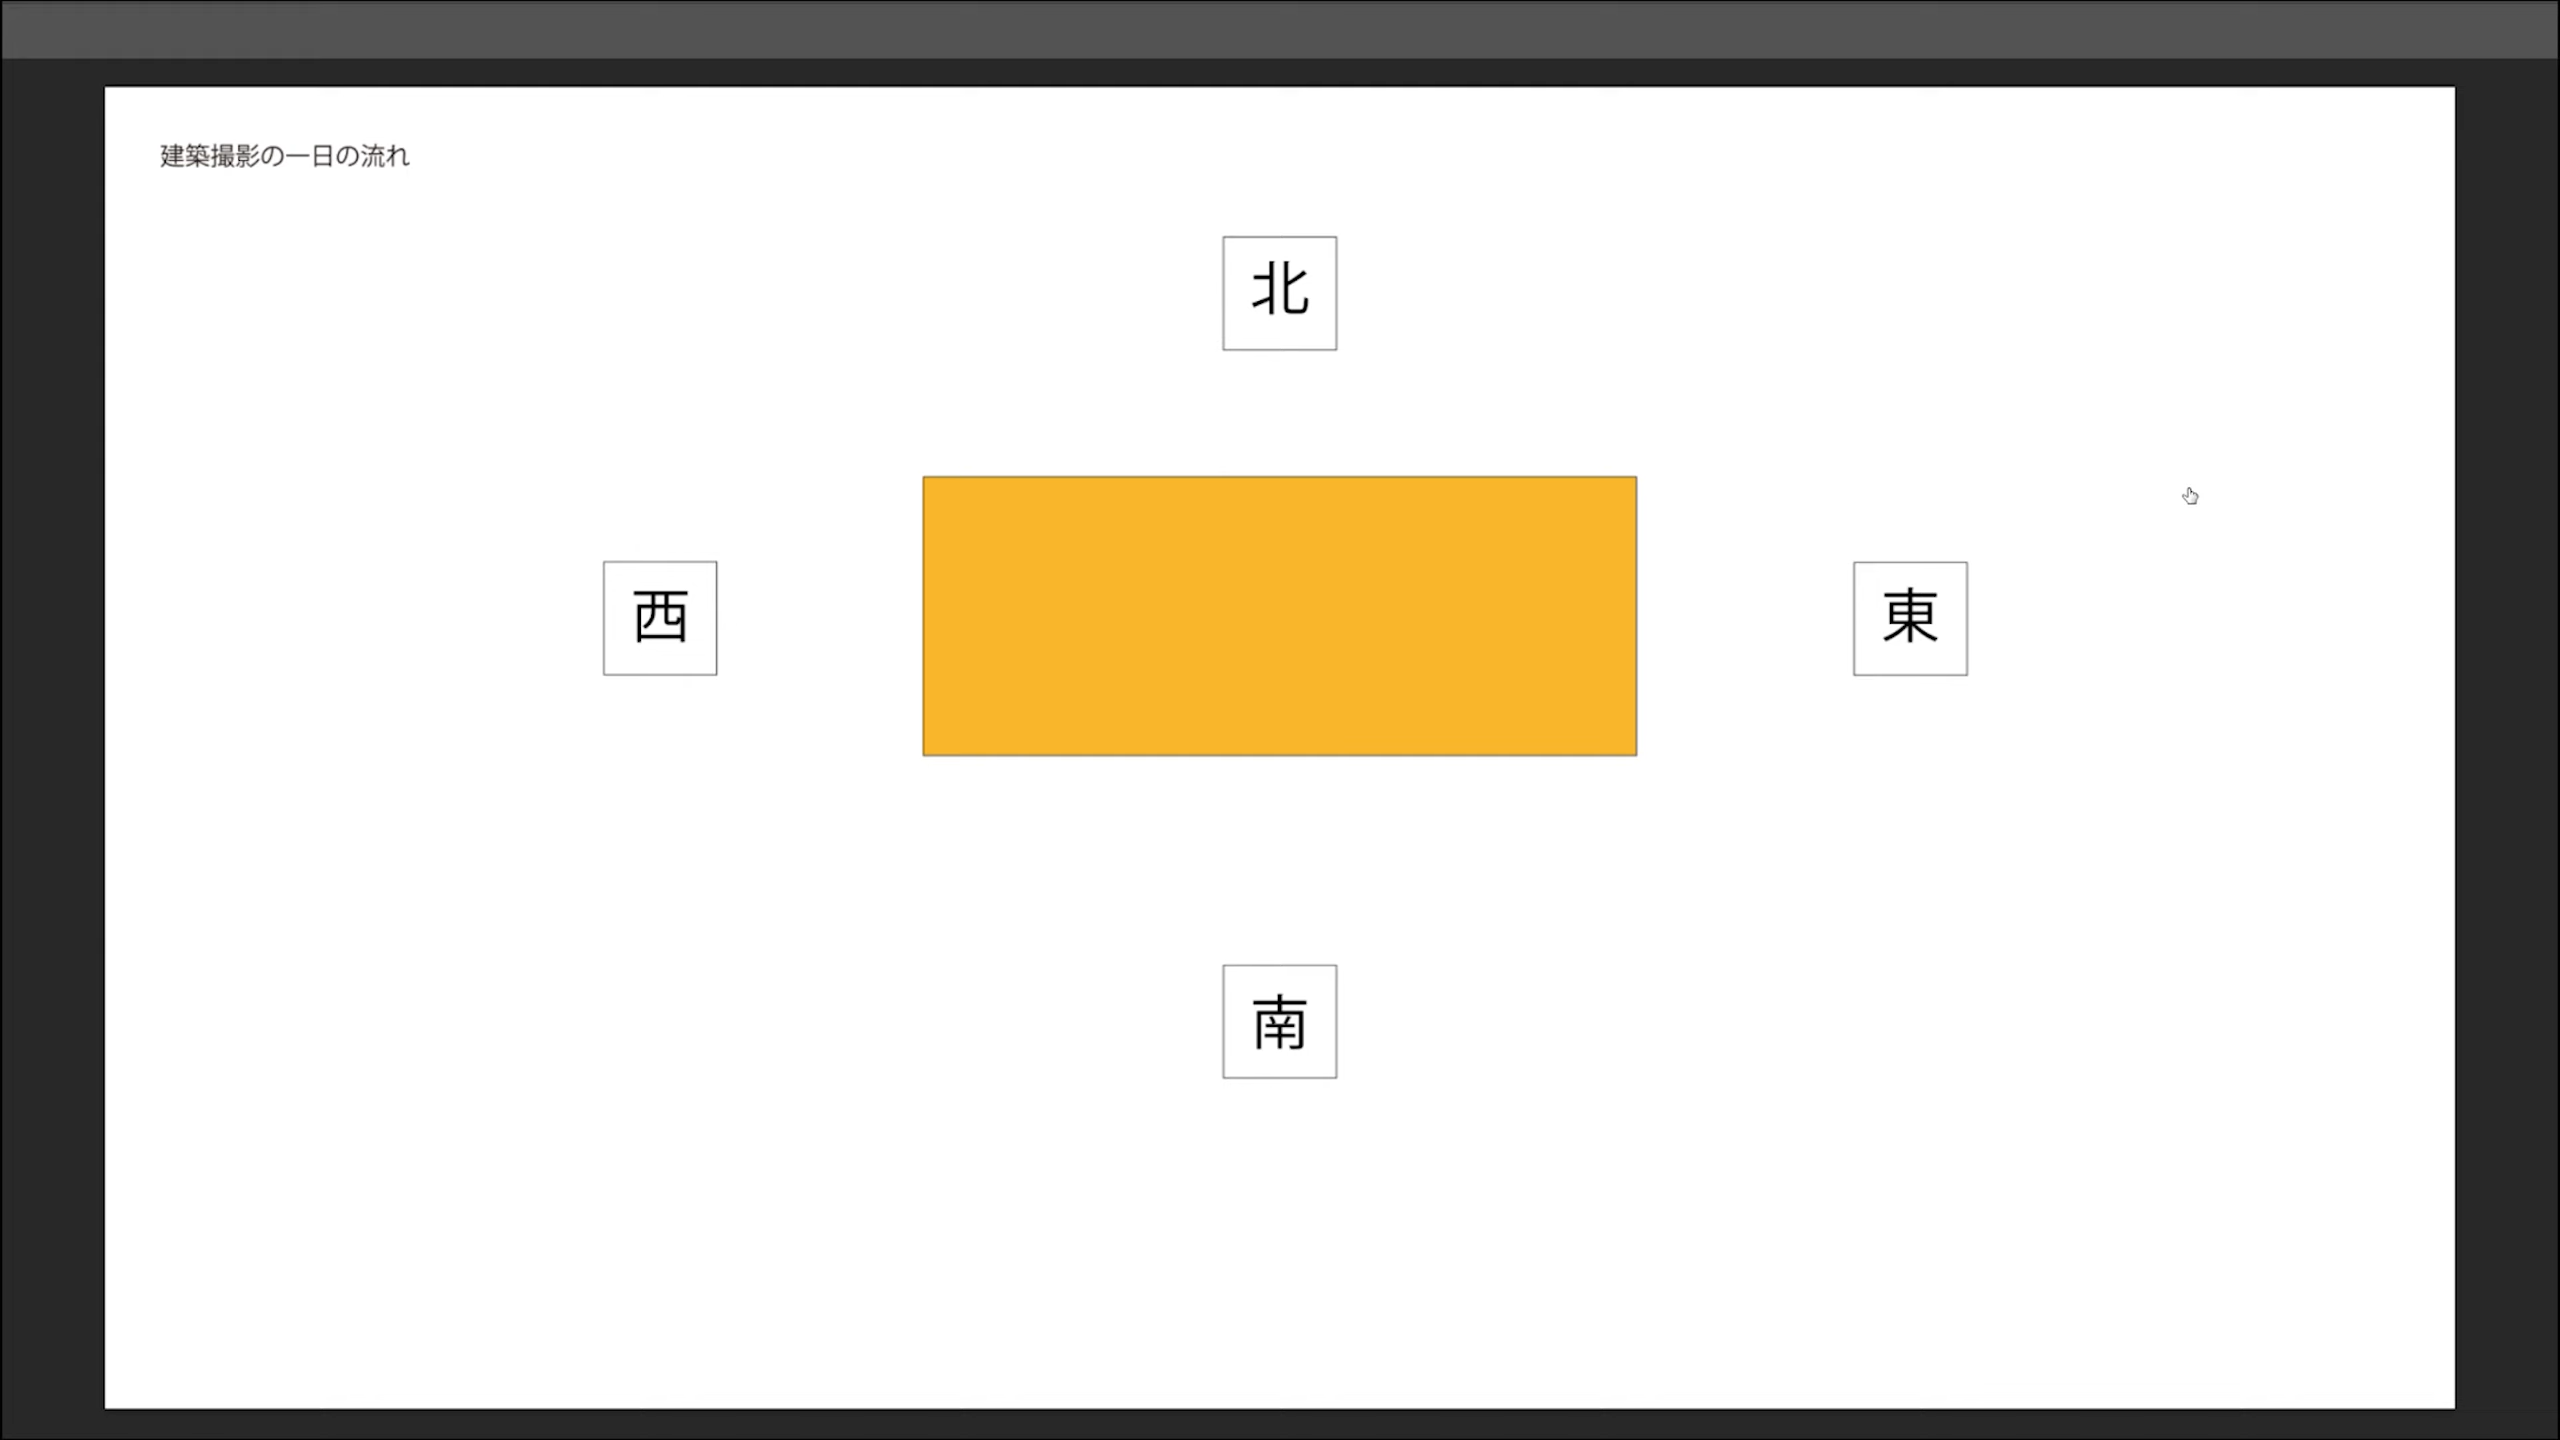 建築撮影の一日の流れ
北
西
東
南